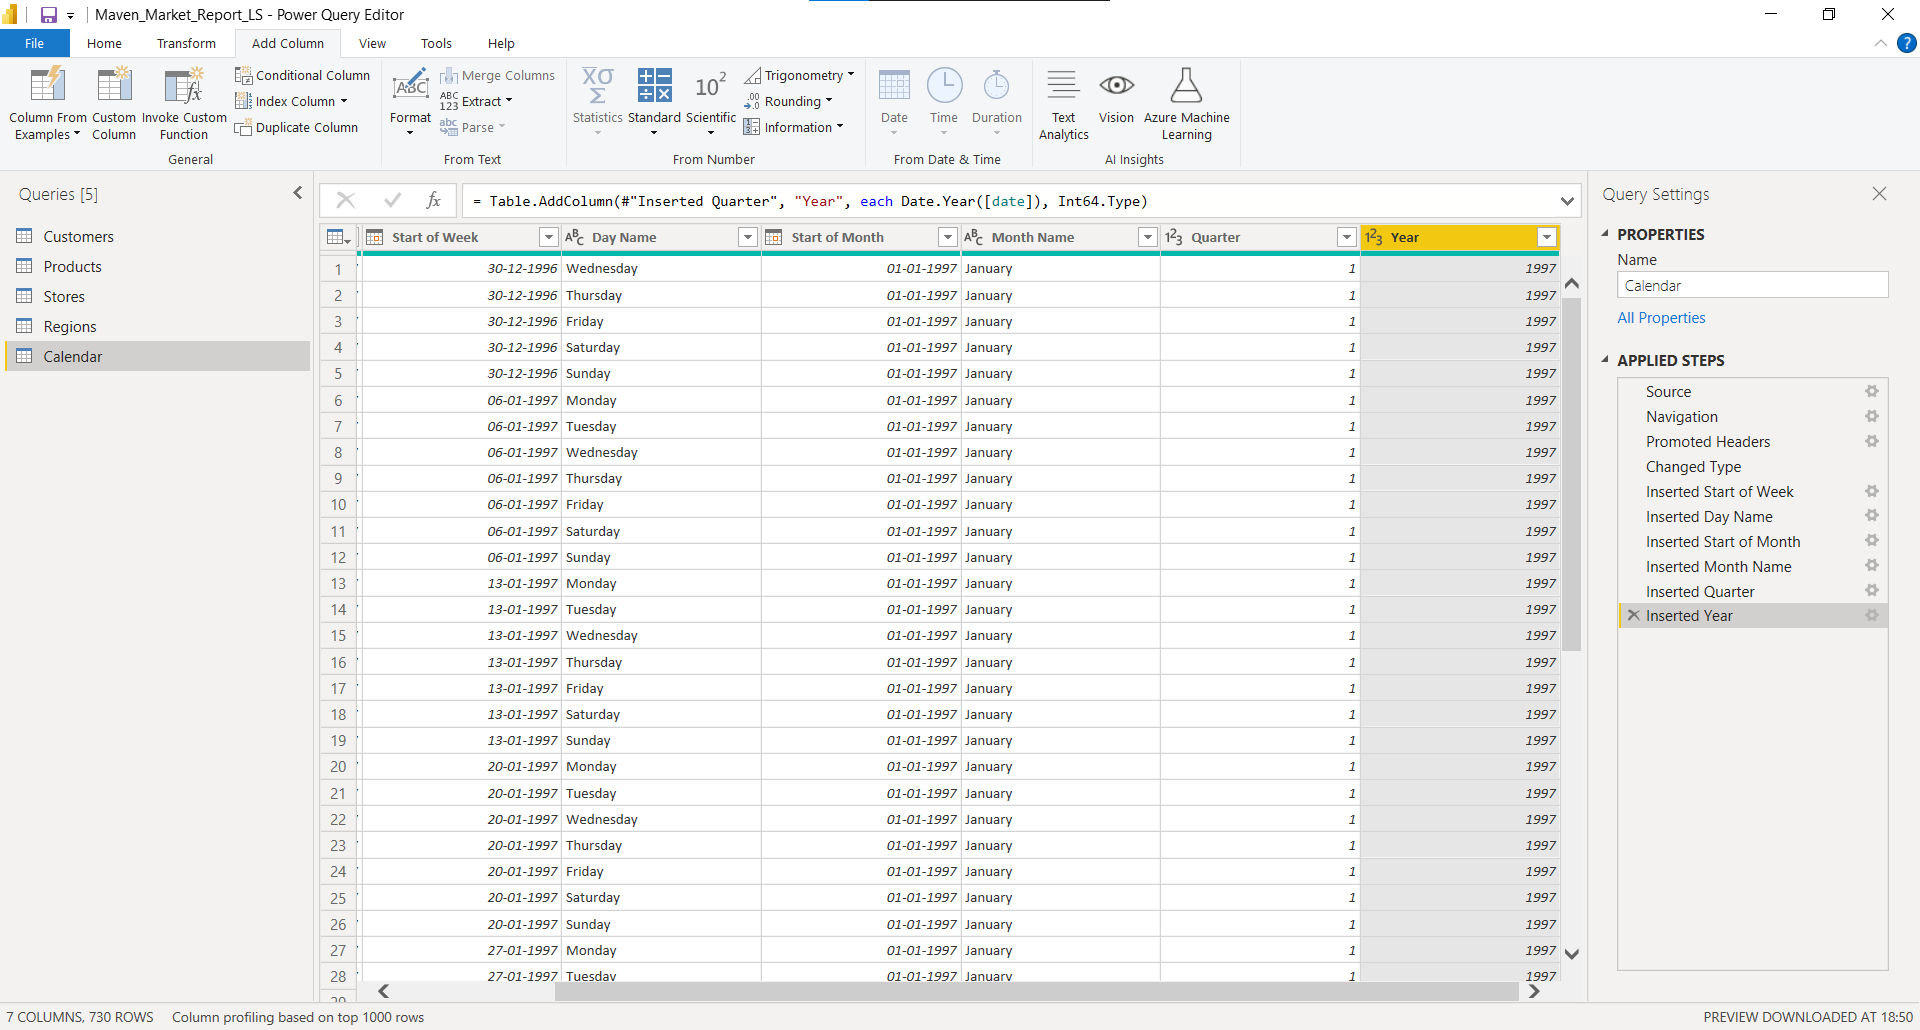 Maven_Market_Report_LS - Power Query Editor
File Home Transform Add Column View Tools Help
Column From Examples
Custom Column
Invoke Custom Function
Conditional Column
Index Column
Duplicate Column
General
Format
Merge Columns
Extract
Parse
From Text
Statistics
Standard
Scientific
Trigonometry
Rounding
Information
From Number
Date
Time
Duration
From Date & Time
Text Analytics
Vision
Azure Machine Learning
AI Insights
Queries [5]
Customers
Products
Stores
Regions
Calendar
= Table.AddColumn(#"Inserted Quarter", "Year", each Date.Year([date]), Int64.Type)
Start of Week Day Name Start of Month Month Name Quarter Year
1 30-12-1996 Wednesday 01-01-1997 January 1 1997
2 30-12-1996 Thursday 01-01-1997 January 1 1997
3 30-12-1996 Friday 01-01-1997 January 1 1997
4 30-12-1996 Saturday 01-01-1997 January 1 1997
5 30-12-1996 Sunday 01-01-1997 January 1 1997
6 06-01-1997 Monday 01-01-1997 January 1 1997
7 06-01-1997 Tuesday 01-01-1997 January 1 1997
8 06-01-1997 Wednesday 01-01-1997 January 1 1997
9 06-01-1997 Thursday 01-01-1997 January 1 1997
10 06-01-1997 Friday 01-01-1997 January 1 1997
11 06-01-1997 Saturday 01-01-1997 January 1 1997
12 06-01-1997 Sunday 01-01-1997 January 1 1997
13 13-01-1997 Monday 01-01-1997 January 1 1997
14 13-01-1997 Tuesday 01-01-1997 January 1 1997
15 13-01-1997 Wednesday 01-01-1997 January 1 1997
16 13-01-1997 Thursday 01-01-1997 January 1 1997
17 13-01-1997 Friday 01-01-1997 January 1 1997
18 13-01-1997 Saturday 01-01-1997 January 1 1997
19 13-01-1997 Sunday 01-01-1997 January 1 1997
20 20-01-1997 Monday 01-01-1997 January 1 1997
21 20-01-1997 Tuesday 01-01-1997 January 1 1997
22 20-01-1997 Wednesday 01-01-1997 January 1 1997
23 20-01-1997 Thursday 01-01-1997 January 1 1997
24 20-01-1997 Friday 01-01-1997 January 1 1997
25 20-01-1997 Saturday 01-01-1997 January 1 1997
26 20-01-1997 Sunday 01-01-1997 January 1 1997
27 27-01-1997 Monday 01-01-1997 January 1 1997
28 27-01-1997 Tuesday 01-01-1997 January 1 1997
29
Query Settings
PROPERTIES
Name
Calendar
All Properties
APPLIED STEPS
Source
Navigation
Promoted Headers
Changed Type
Inserted Start of Week
Inserted Day Name
Inserted Start of Month
Inserted Month Name
Inserted Quarter
Inserted Year
7 COLUMNS, 730 ROWS Column profiling based on top 1000 rows
PREVIEW DOWNLOADED AT 18:50